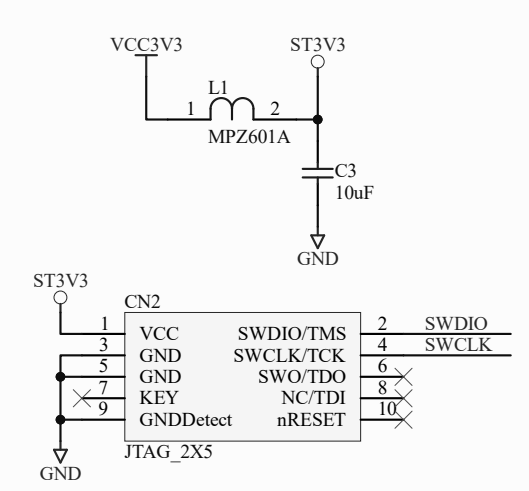 VCC3V3 ST3V3
L1
1 2
MPZ601A
C3
10uF
GND
ST3V3
CN2
1 VCC SWDIO/TMS 2 SWDIO
3 GND SWCLK/TCK 4 SWCLK
5 GND SWO/TDO 6
7 KEY NC/TDI 8
9 GNDDetect nRESET 10
JTAG_2X5
GND